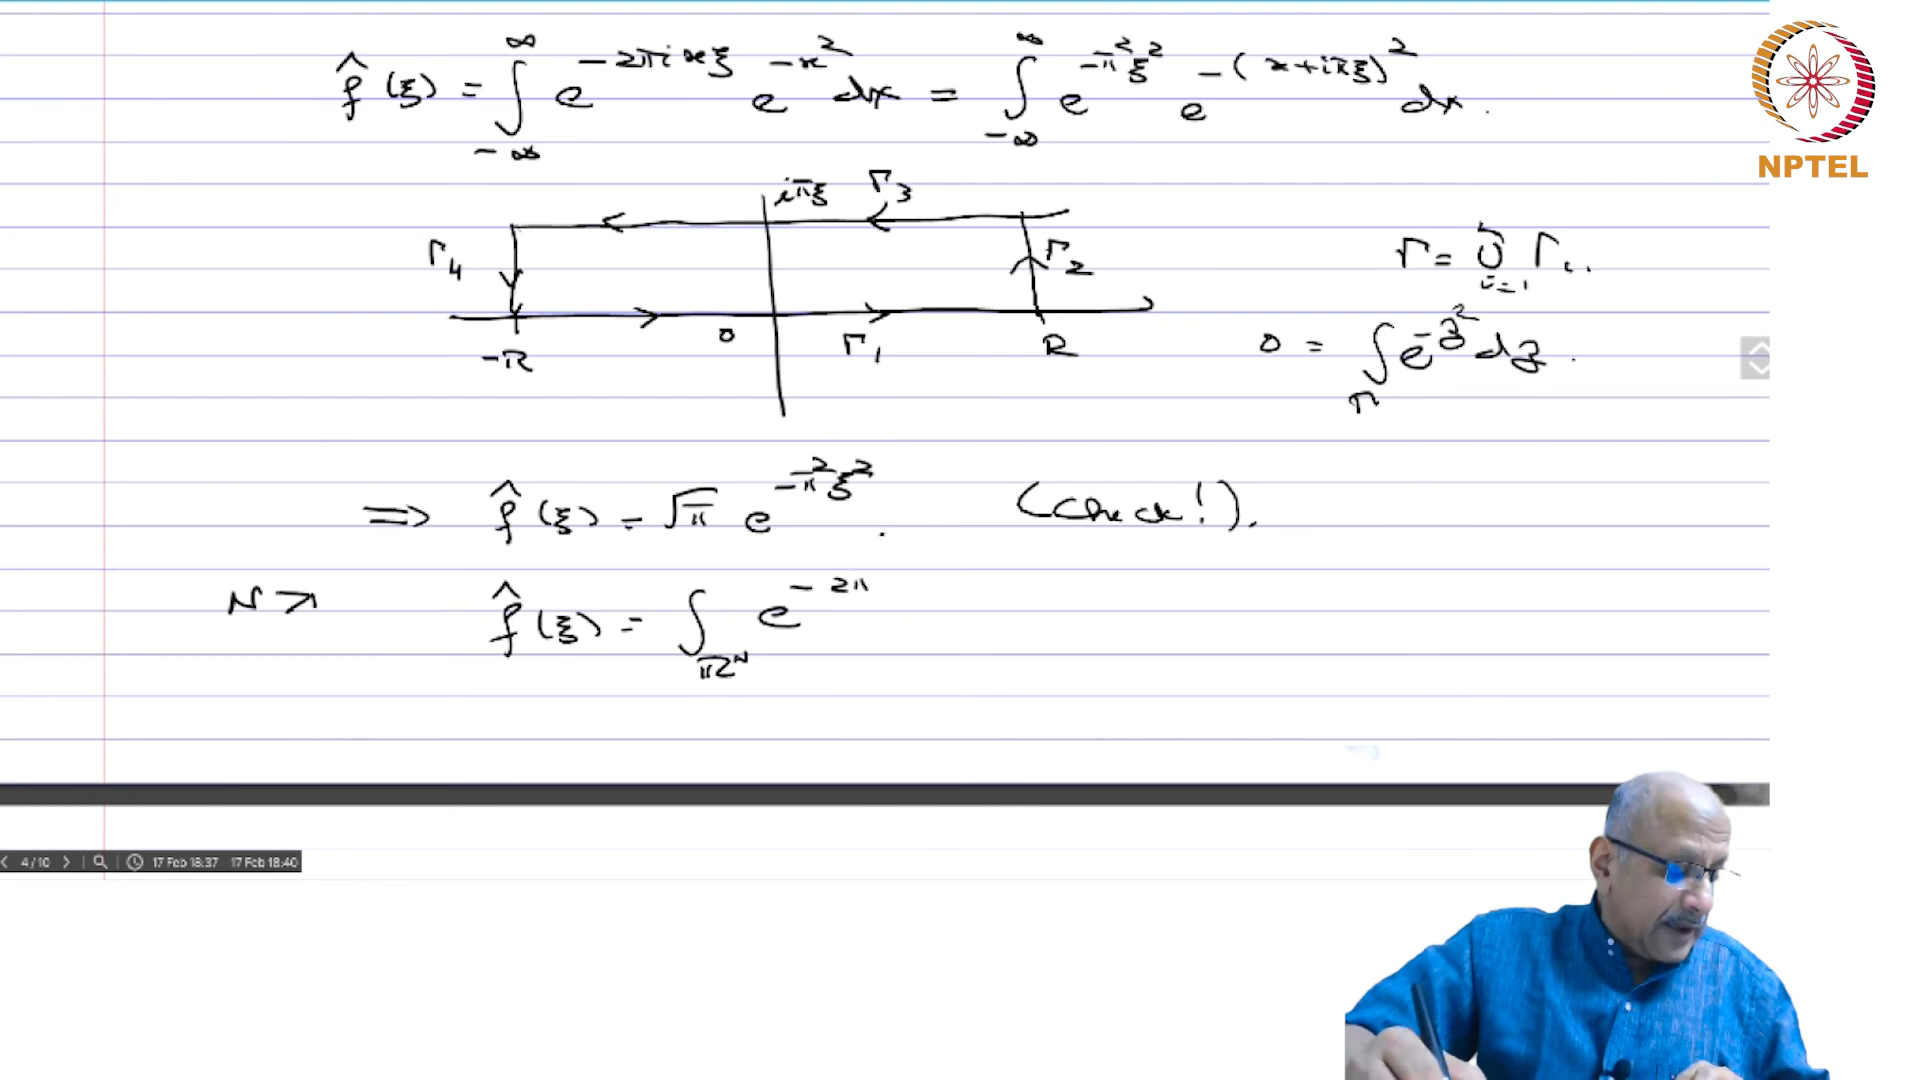 f̂(ξ) = ∫_{-∞}^{∞} e^{-2πixξ} e^{-x²} dx = ∫_{-∞}^{∞} e^{-π²ξ²} e^{-(x+iπξ)²} dx.
NPTEL
iπξ Γ₃
Γ₄ Γ₂ Γ = ∪_{i=1} Γᵢ.
-R 0 Γ₁ R 0 = ∫_Γ e^{-z²} dz.
⇒ f̂(ξ) = √π e^{-π²ξ²}. (Check!).
N > f̂(ξ) = ∫_{ℝᴺ} e^{-2π
4/10 17 Feb 18:37 17 Feb 18:40